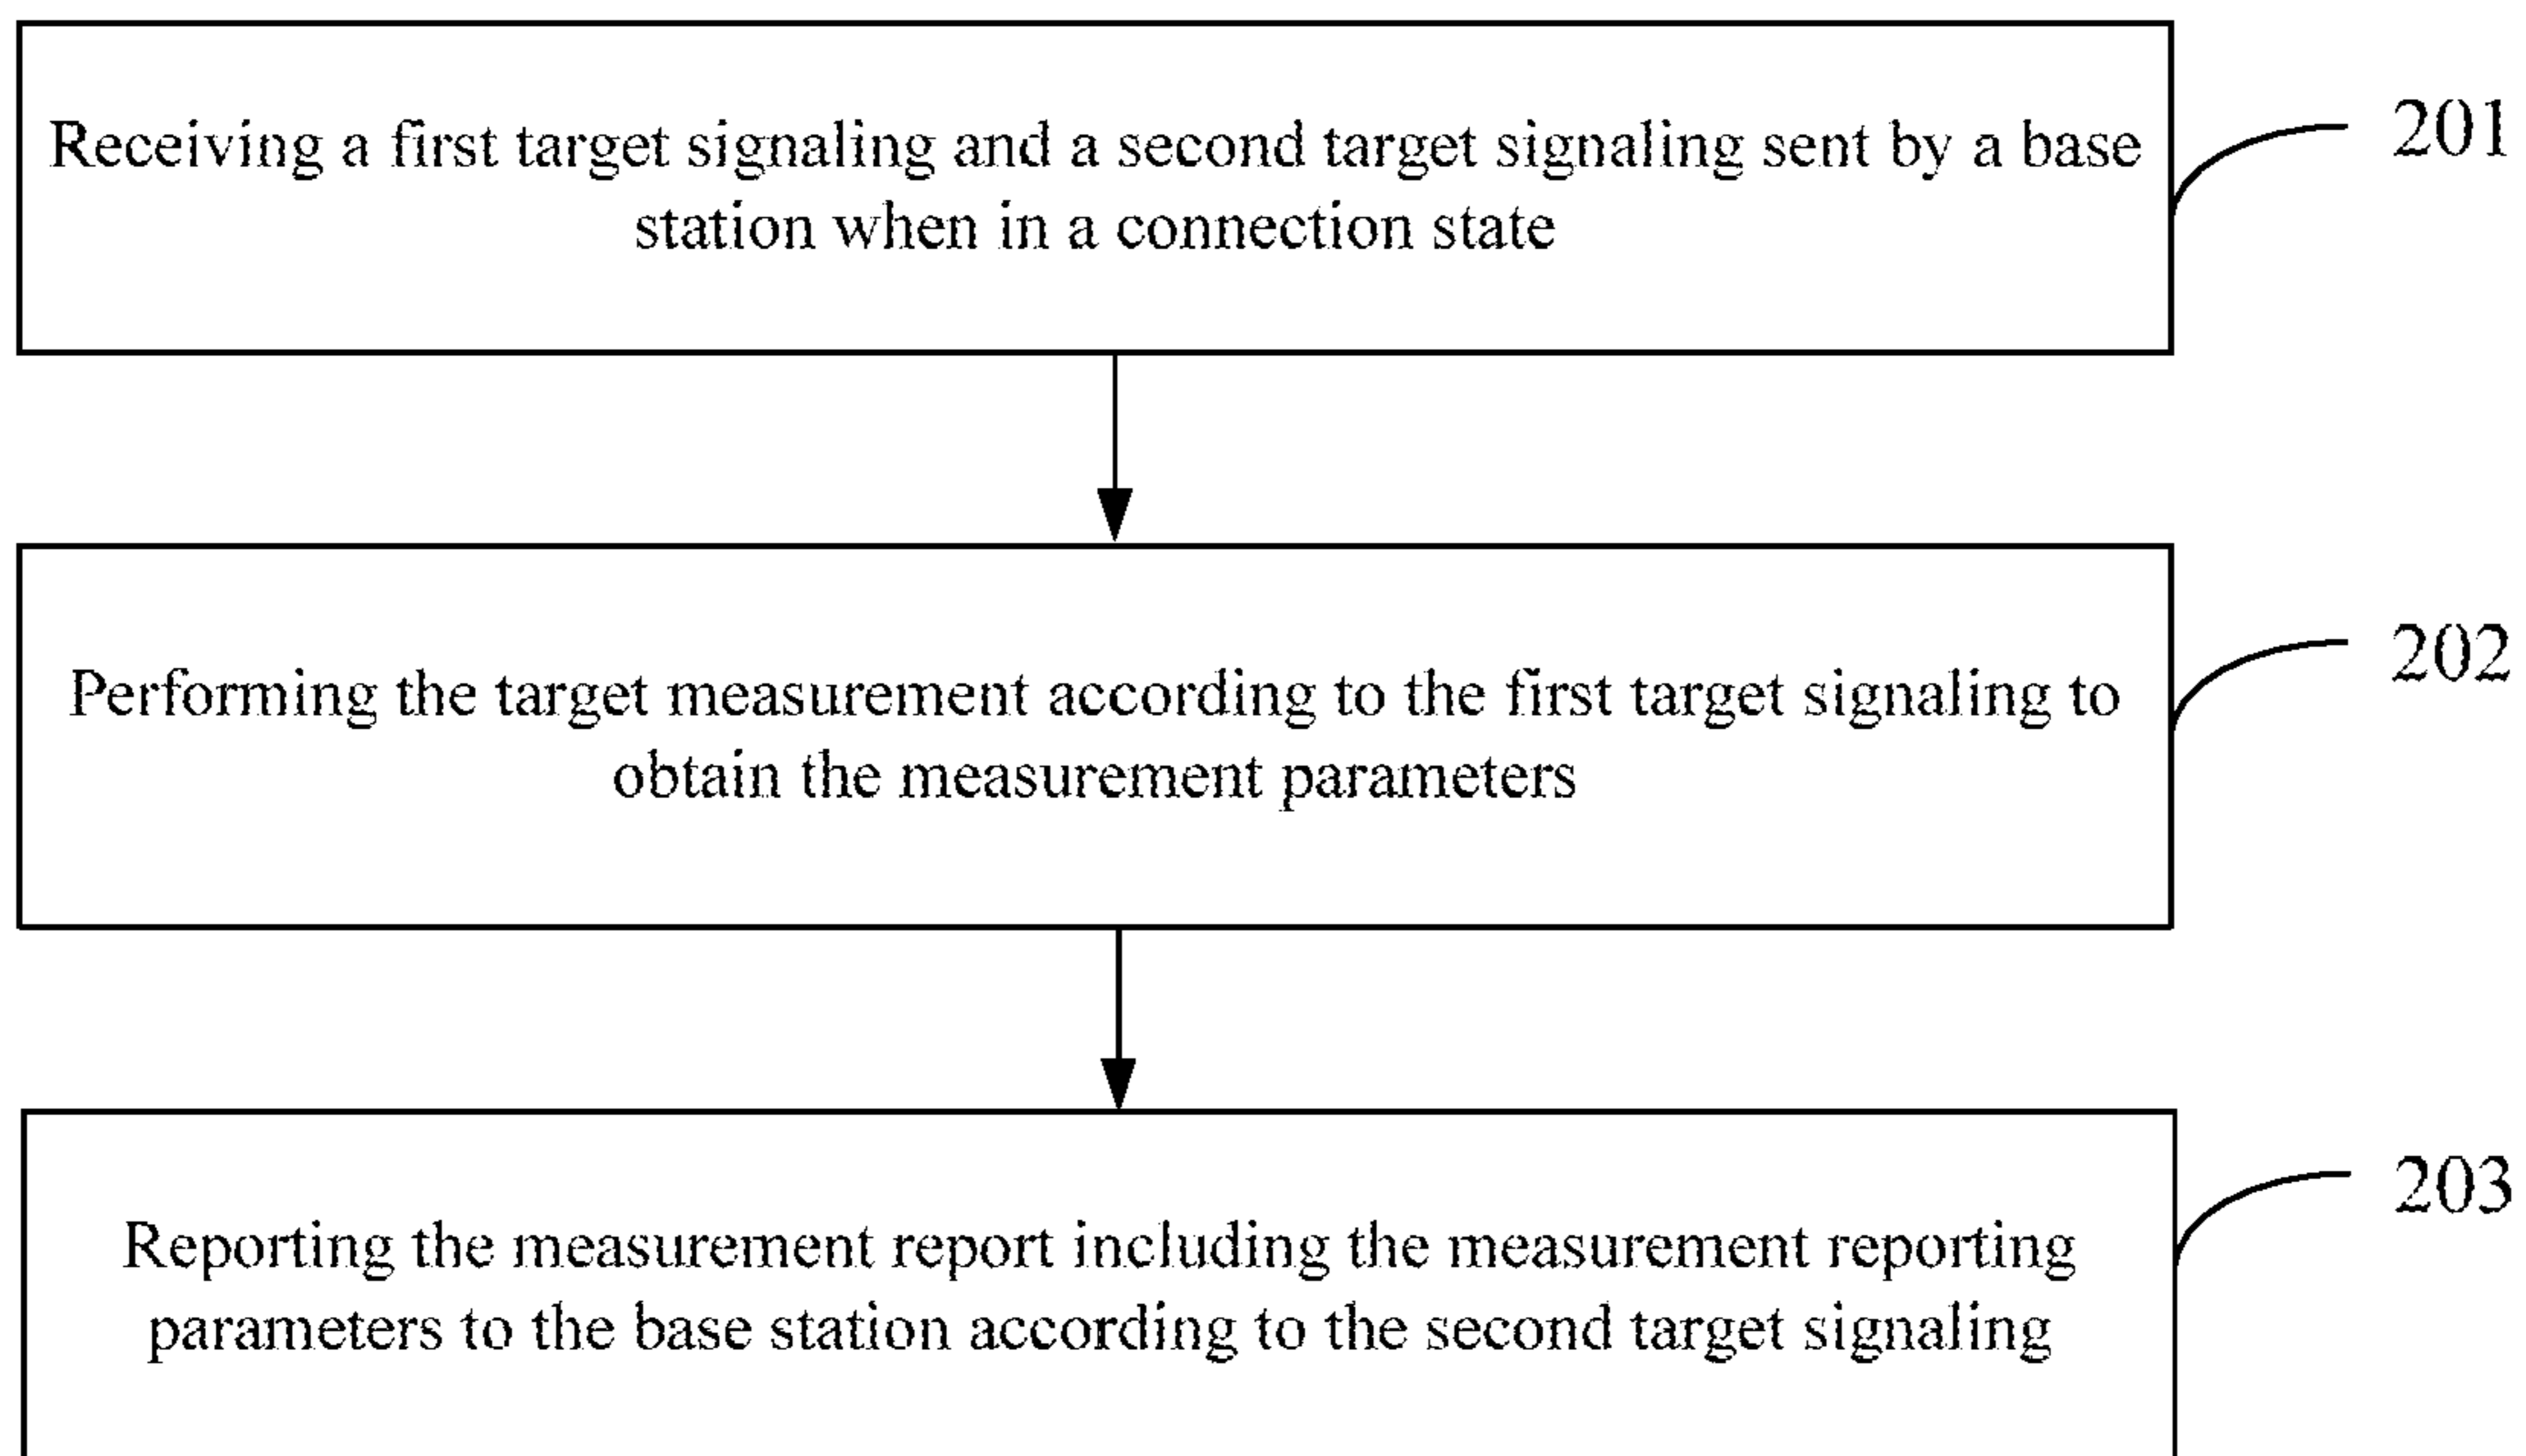 Receiving a first target signaling and a second target signaling sent by a base
station when in a connection state
201
Performing the target measurement according to the first target signaling to
obtain the measurement parameters
202
Reporting the measurement report including the measurement reporting
parameters to the base station according to the second target signaling
203